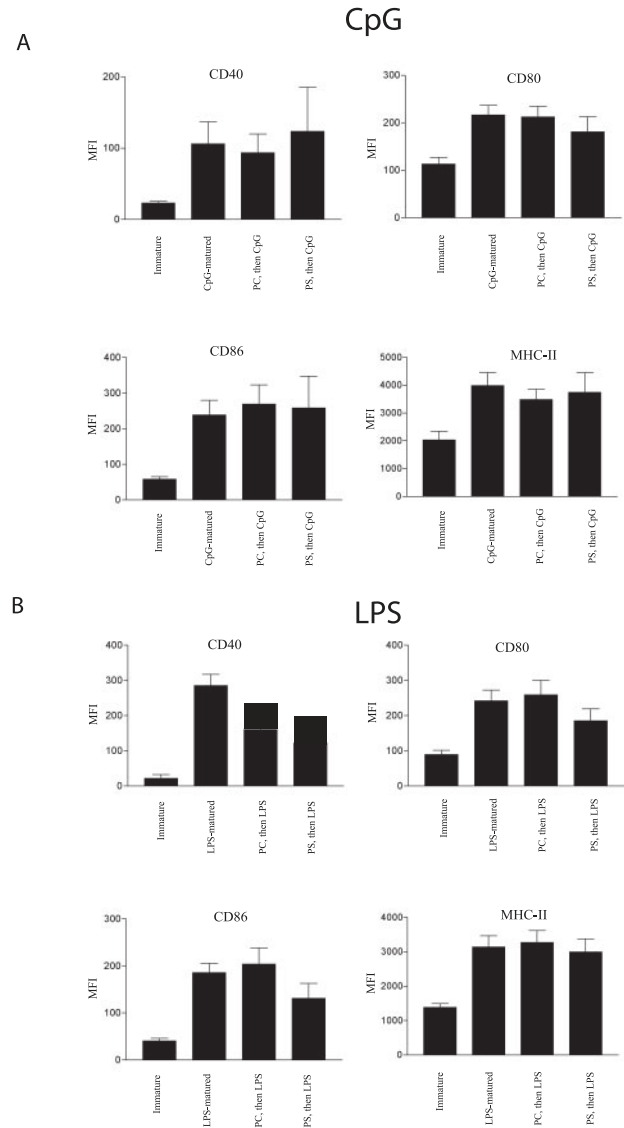 CpG
A
CD40
MFI
200
100
0
Immature
CpG-matured
PC, then CpG
PS, then CpG
CD80
MFI
300
200
100
0
Immature
CpG-matured
PC, then CpG
PS, then CpG
CD86
MFI
400
300
200
100
0
Immature
CpG-matured
PC, then CpG
PS, then CpG
MHC-II
MFI
5000
4000
3000
2000
1000
0
Immature
CpG-matured
PC, then CpG
PS, then CpG
B
LPS
CD40
MFI
400
300
200
100
0
Immature
LPS-matured
PC, then LPS
PS, then LPS
CD80
MFI
400
300
200
100
0
Immature
LPS-matured
PC, then LPS
PS, then LPS
CD86
MFI
300
200
100
0
Immature
LPS-matured
PC, then LPS
PS, then LPS
MHC-II
MFI
4000
3000
2000
1000
0
Immature
LPS-matured
PC, then LPS
PS, then LPS